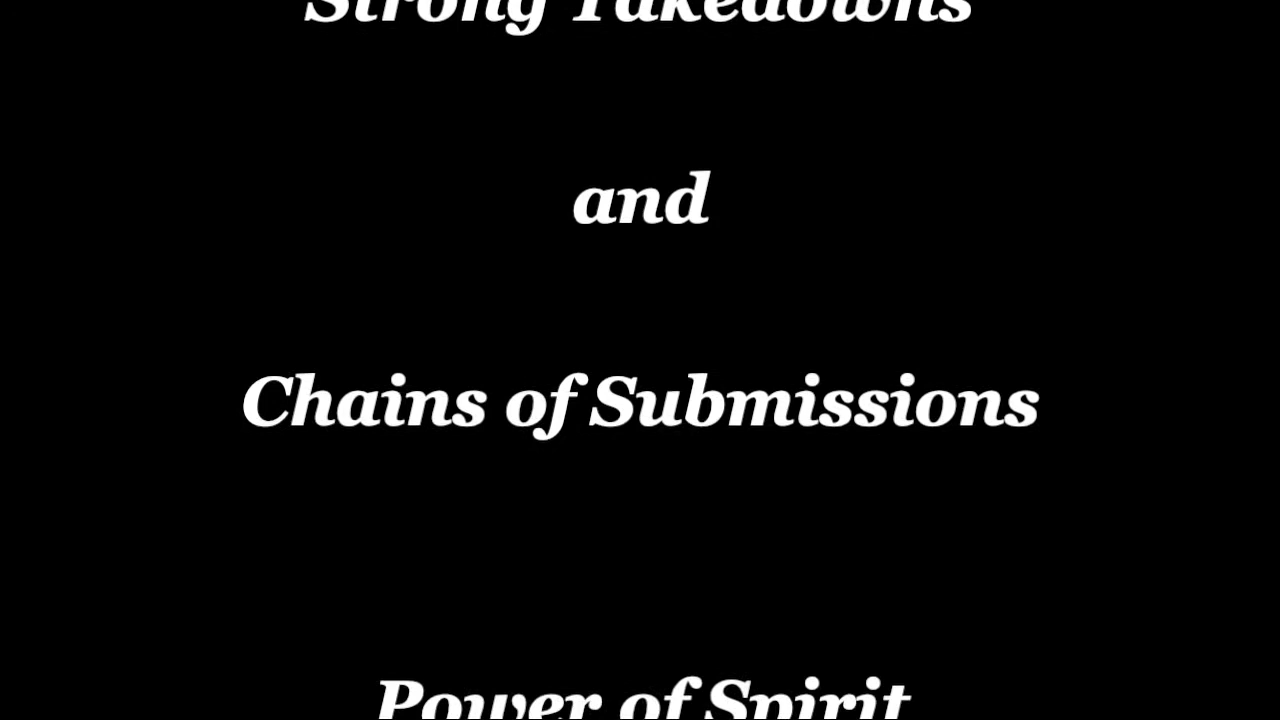 Strong Takedowns
and
Chains of Submissions
Power of Spirit